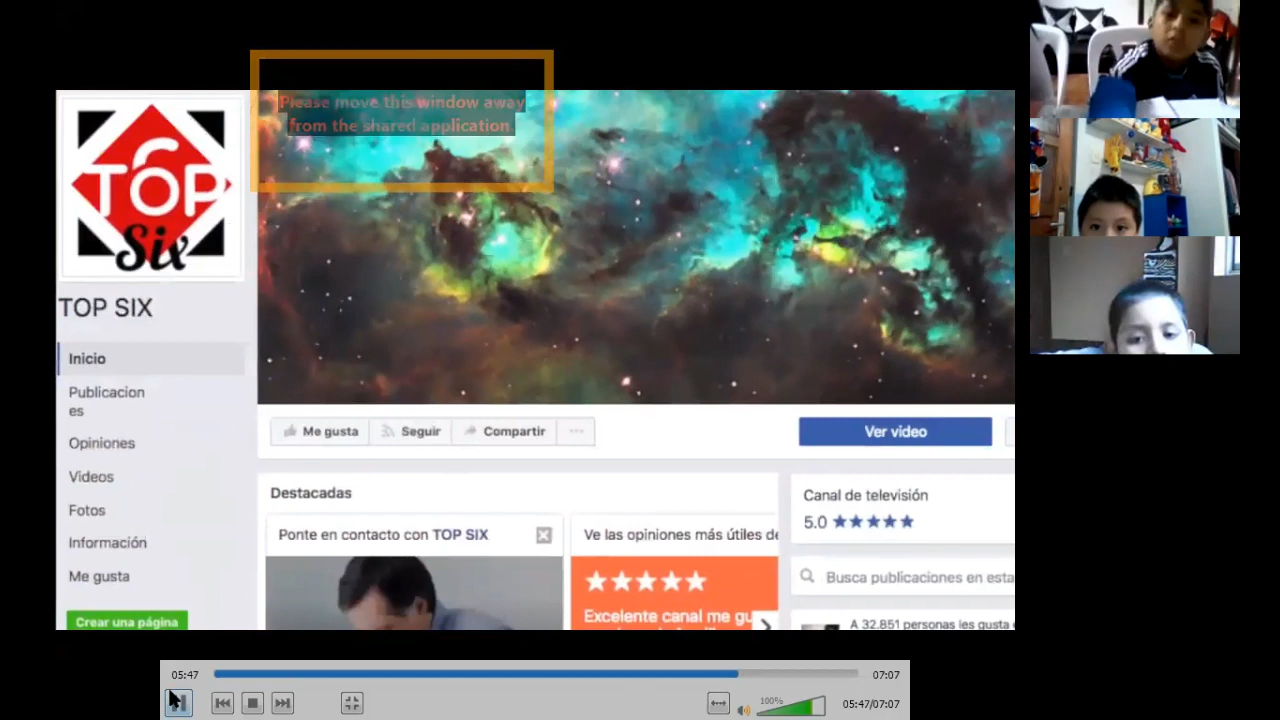 Please move this window away
from the shared application
TOP
Six
TOP SIX
Inicio
Publicacion
es
Opiniones
Videos
Fotos
Información
Me gusta
Crear una página
Me gusta
Seguir
Compartir
Ver video
Destacadas
Ponte en contacto con TOP SIX
Ve las opiniones más útiles de
Excelente canal me gu
Canal de televisión
5.0
Busca publicaciones en esta
A 32.851 personas les gusta
05:47
07:07
100%
05:47/07:07